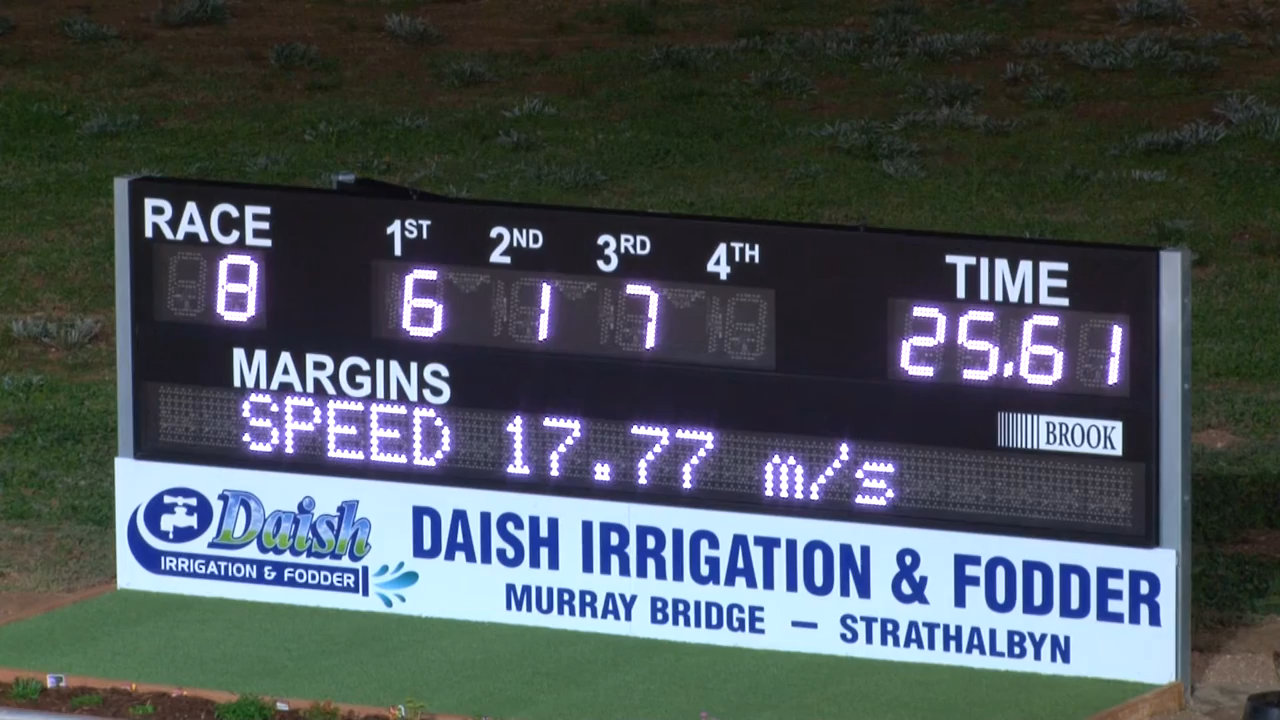 RACE 1ST 2ND 3RD 4TH TIME
8 6 1 7 25.61
MARGINS
BROOK
SPEED 17.77 m/s
Daish
IRRIGATION & FODDER
DAISH IRRIGATION & FODDER
MURRAY BRIDGE — STRATHALBYN